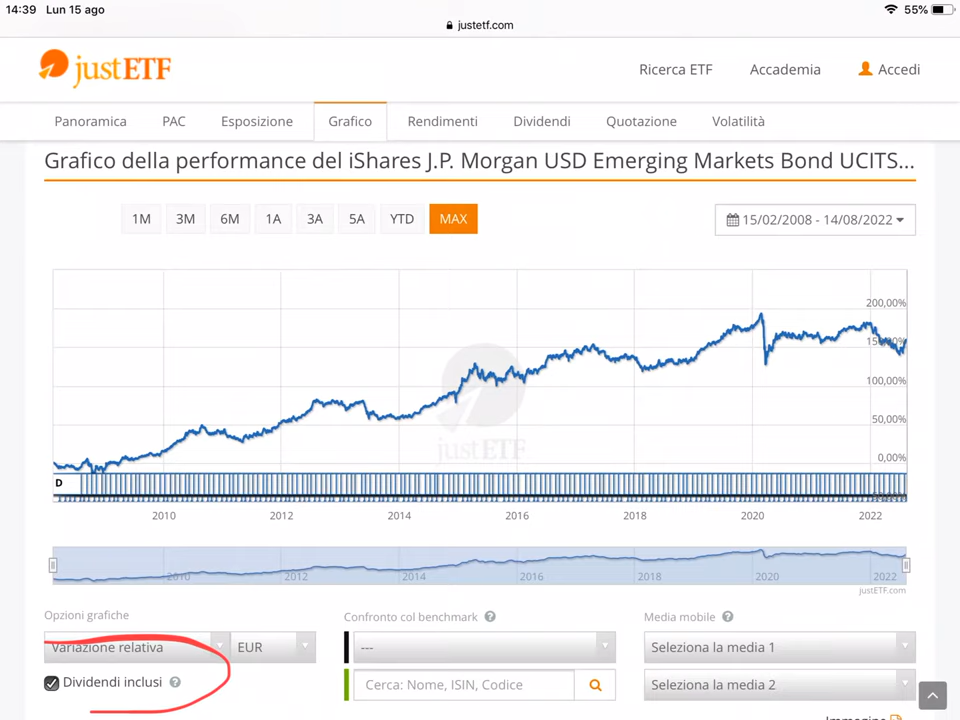 14:39 Lun 15 ago 55%
justetf.com
justETF Ricerca ETF Accademia Accedi
Panoramica PAC Esposizione Grafico Rendimenti Dividendi Quotazione Volatilità
Grafico della performance del iShares J.P. Morgan USD Emerging Markets Bond UCITS...
1M 3M 6M 1A 3A 5A YTD MAX 15/02/2008 - 14/08/2022
200,00%
150,00%
100,00%
50,00%
0,00%
justETF
D
2010 2012 2014 2016 2018 2020 2022
2010 2012 2014 2016 2018 2020 2022
justETF.com
Opzioni grafiche Confronto col benchmark ? Media mobile ?
Variazione relativa EUR --- Seleziona la media 1
Dividendi inclusi ? Cerca: Nome, ISIN, Codice Seleziona la media 2